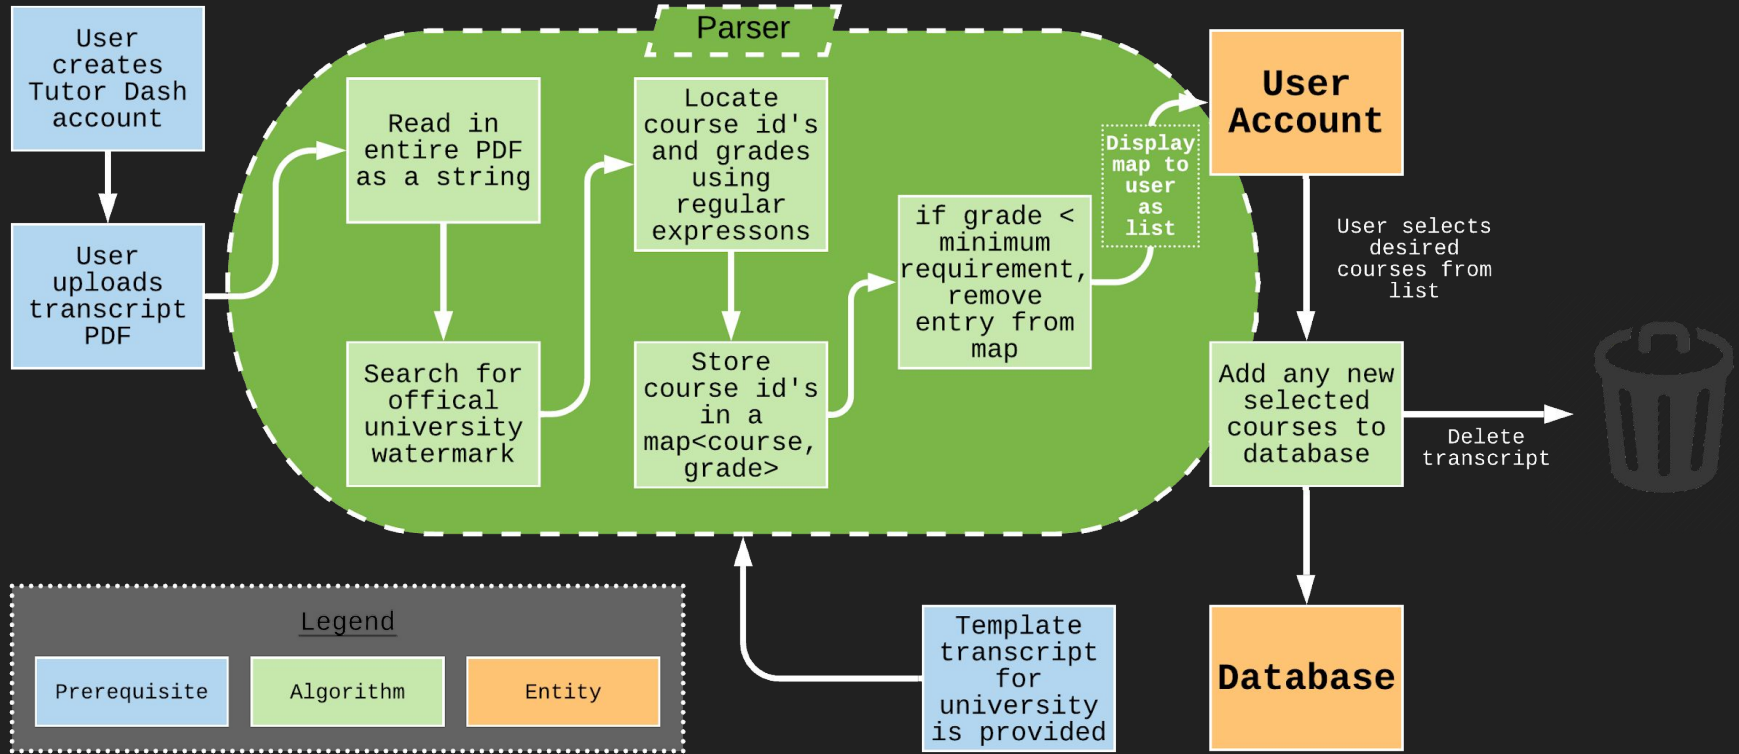 User
creates
Tutor Dash
account
User
uploads
transcript
PDF
Parser
Read in
entire PDF
as a string
Search for
offical
university
watermark
Locate
course id's
and grades
using
regular
expressons
Store
course id's
in a
map<course,
grade>
if grade <
minimum
requirement,
remove
entry from
map
Display
map to
user
as
list
User
Account
User selects
desired
courses from
list
Add any new
selected
courses to
database
Delete
transcript
Database
Template
transcript
for
university
is provided
Legend
Prerequisite
Algorithm
Entity